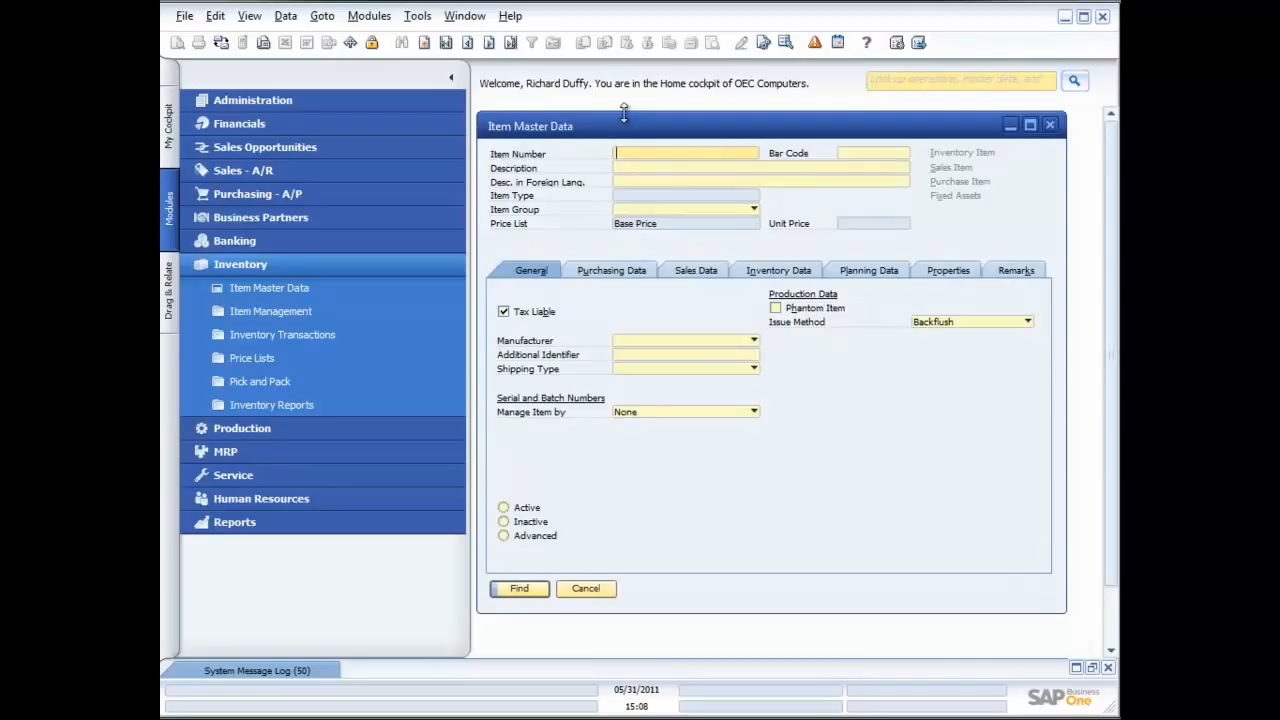 File Edit View Data Goto Modules Tools Window Help
My Cockpit
Modules
Drag & Relate
Administration
Financials
Sales Opportunities
Sales - A/R
Purchasing - A/P
Business Partners
Banking
Inventory
Item Master Data
Item Management
Inventory Transactions
Price Lists
Pick and Pack
Inventory Reports
Production
MRP
Service
Human Resources
Reports
Welcome, Richard Duffy. You are in the Home cockpit of OEC Computers.
Item Master Data
Item Number Bar Code Inventory Item
Description Sales Item
Desc. in Foreign Lang. Purchase Item
Item Type Fixed Assets
Item Group
Price List Base Price Unit Price
General Purchasing Data Sales Data Inventory Data Planning Data Properties Remarks
Production Data
Tax Liable Phantom Item
Issue Method Backflush
Manufacturer
Additional Identifier
Shipping Type
Serial and Batch Numbers
Manage Item by None
Active
Inactive
Advanced
Find Cancel
System Message Log (50)
05/31/2011
15:08
SAP Business One